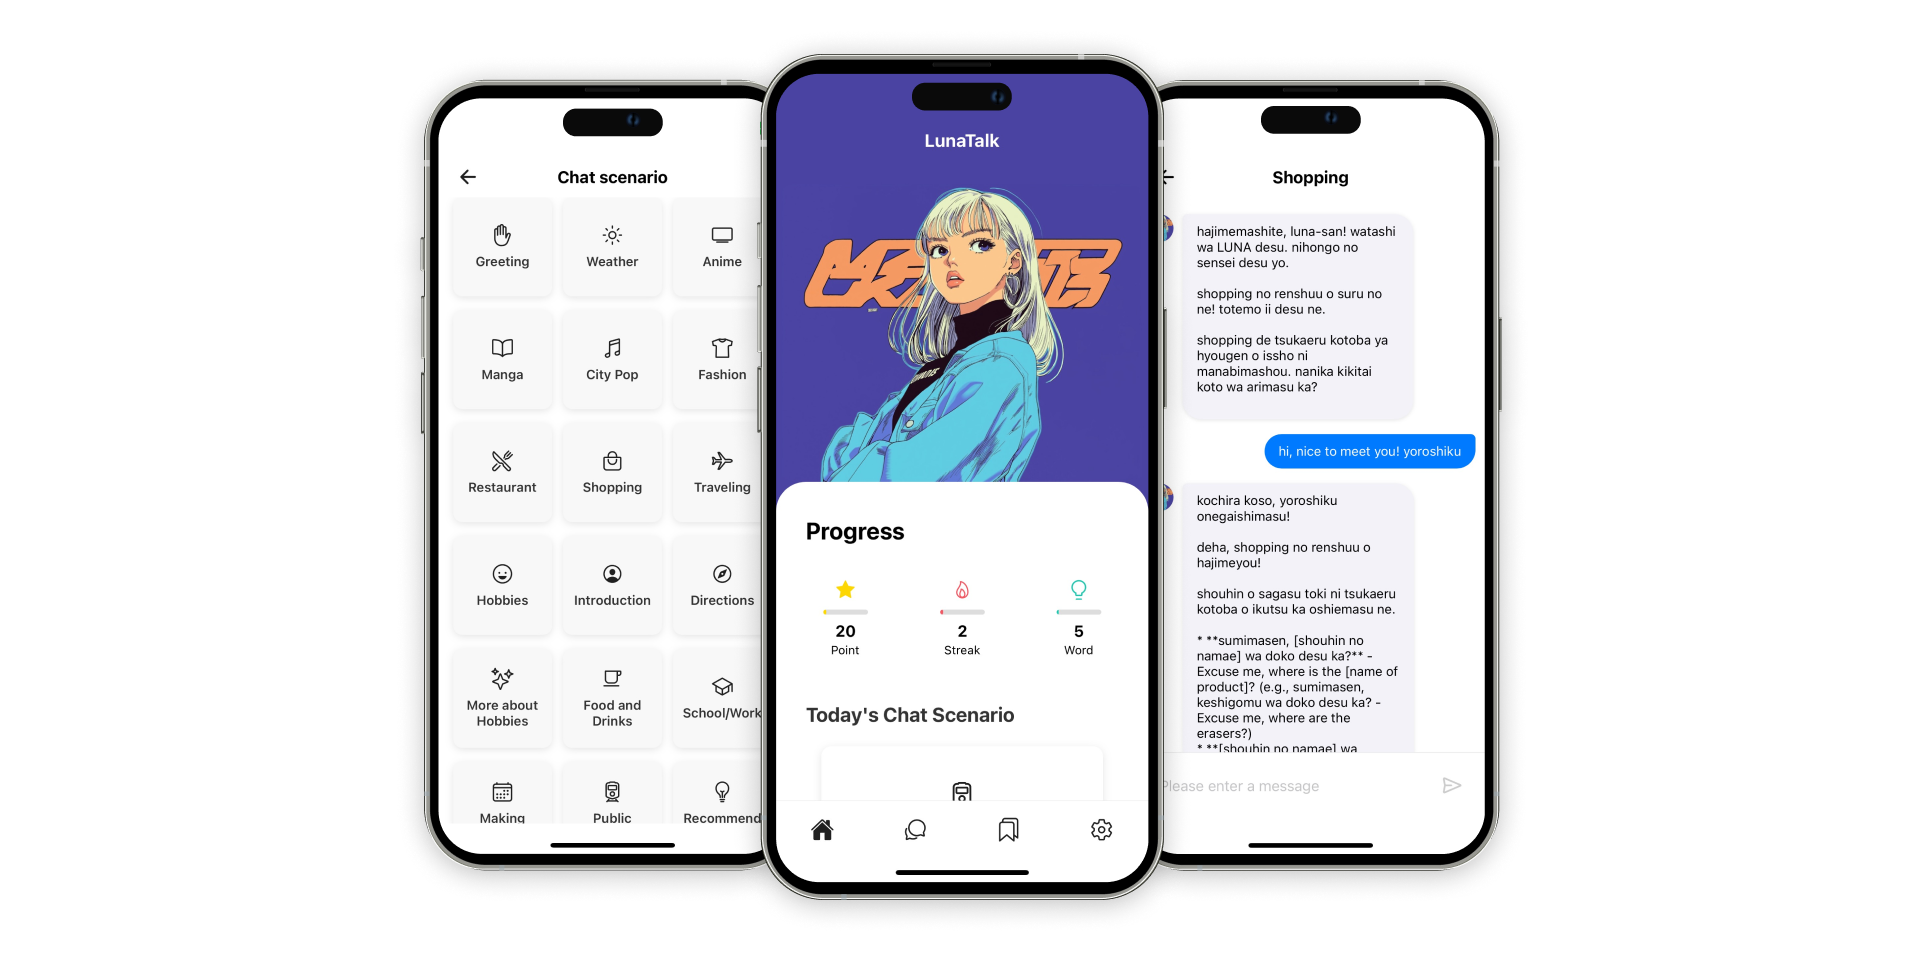 Chat scenario
Greeting
Weather
Anime
Manga
City Pop
Fashion
Restaurant
Shopping
Traveling
Hobbies
Introduction
Directions
More about
Hobbies
Food and
Drinks
School/Work
Making
Public
Recommend
LunaTalk
Progress
20
Point
2
Streak
5
Word
Today's Chat Scenario
Shopping
hajimemashite, luna-san! watashi
wa LUNA desu. nihongo no
sensei desu yo.
shopping no renshuu o suru no
ne! totemo ii desu ne.
shopping de tsukaeru kotoba ya
hyougen o issho ni
manabimashou. nanika kikitai
koto wa arimasu ka?
hi, nice to meet you! yoroshiku
kochira koso, yoroshiku
onegaishimasu!
deha, shopping no renshuu o
hajimeyou!
shouhin o sagasu toki ni tsukaeru
kotoba o ikutsu ka oshiemasu ne.
* **sumimasen, [shouhin no
namae] wa doko desu ka?** -
Excuse me, where is the [name of
product]? (e.g., sumimasen,
keshigomu wa doko desu ka? -
Excuse me, where are the
erasers?)
* **[shouhin no namae] wa
Please enter a message